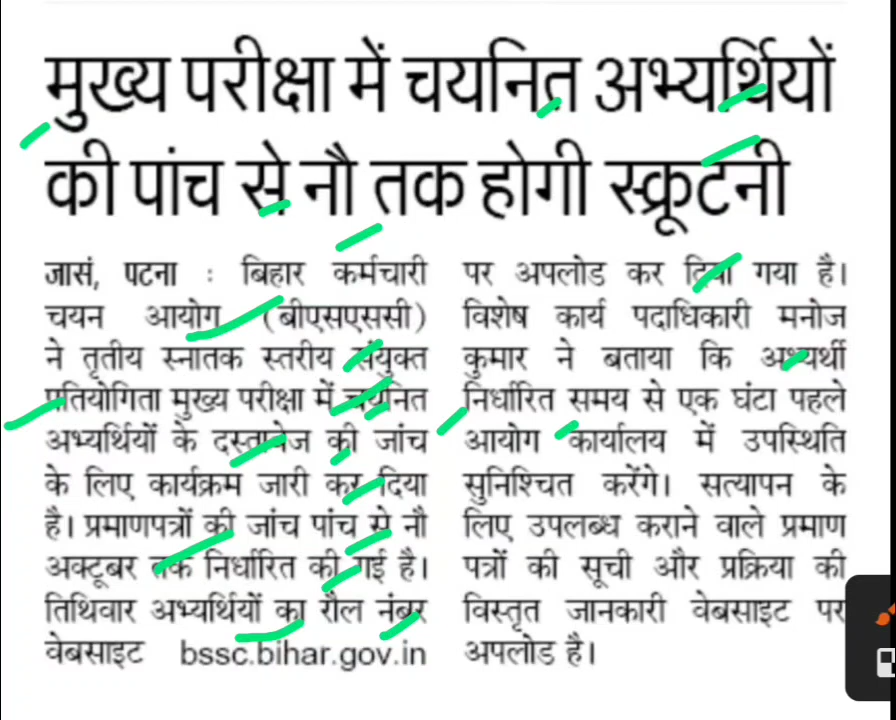 मुख्य परीक्षा में चयनित अभ्यर्थियों
की पांच से नौ तक होगी स्क्रूटनी
जासं, पटना : बिहार कर्मचारी
चयन आयोग (बीएसएससी)
ने तृतीय स्नातक स्तरीय संयुक्त
प्रतियोगिता मुख्य परीक्षा में चयनित
अभ्यर्थियों के दस्तावेज की जांच
के लिए कार्यक्रम जारी कर दिया
है। प्रमाणपत्रों की जांच पांच से नौ
अक्टूबर तक निर्धारित की गई है।
तिथिवार अभ्यर्थियों का रौल नंबर
वेबसाइट bssc.bihar.gov.in
पर अपलोड कर दिया गया है।
विशेष कार्य पदाधिकारी मनोज
कुमार ने बताया कि अभ्यर्थी
निर्धारित समय से एक घंटा पहले
आयोग कार्यालय में उपस्थिति
सुनिश्चित करेंगे। सत्यापन के
लिए उपलब्ध कराने वाले प्रमाण
पत्रों की सूची और प्रक्रिया की
विस्तृत जानकारी वेबसाइट पर
अपलोड है।